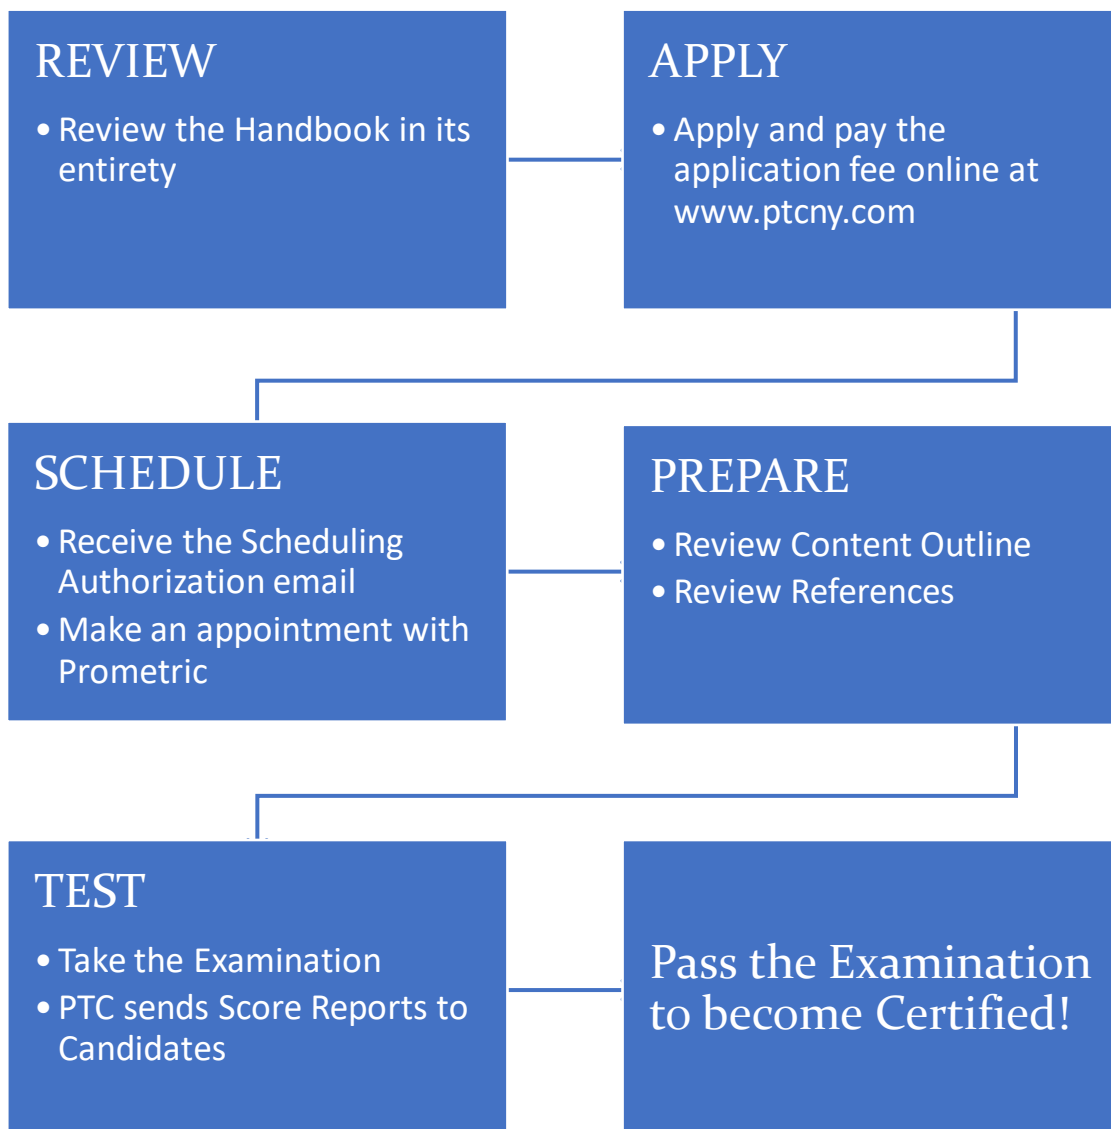 REVIEW
• Review the Handbook in its
entirety
APPLY
• Apply and pay the
application fee online at
www.ptcny.com
SCHEDULE
• Receive the Scheduling
Authorization email
• Make an appointment with
Prometric
PREPARE
• Review Content Outline
• Review References
TEST
• Take the Examination
• PTC sends Score Reports to
Candidates
Pass the Examination
to become Certified!